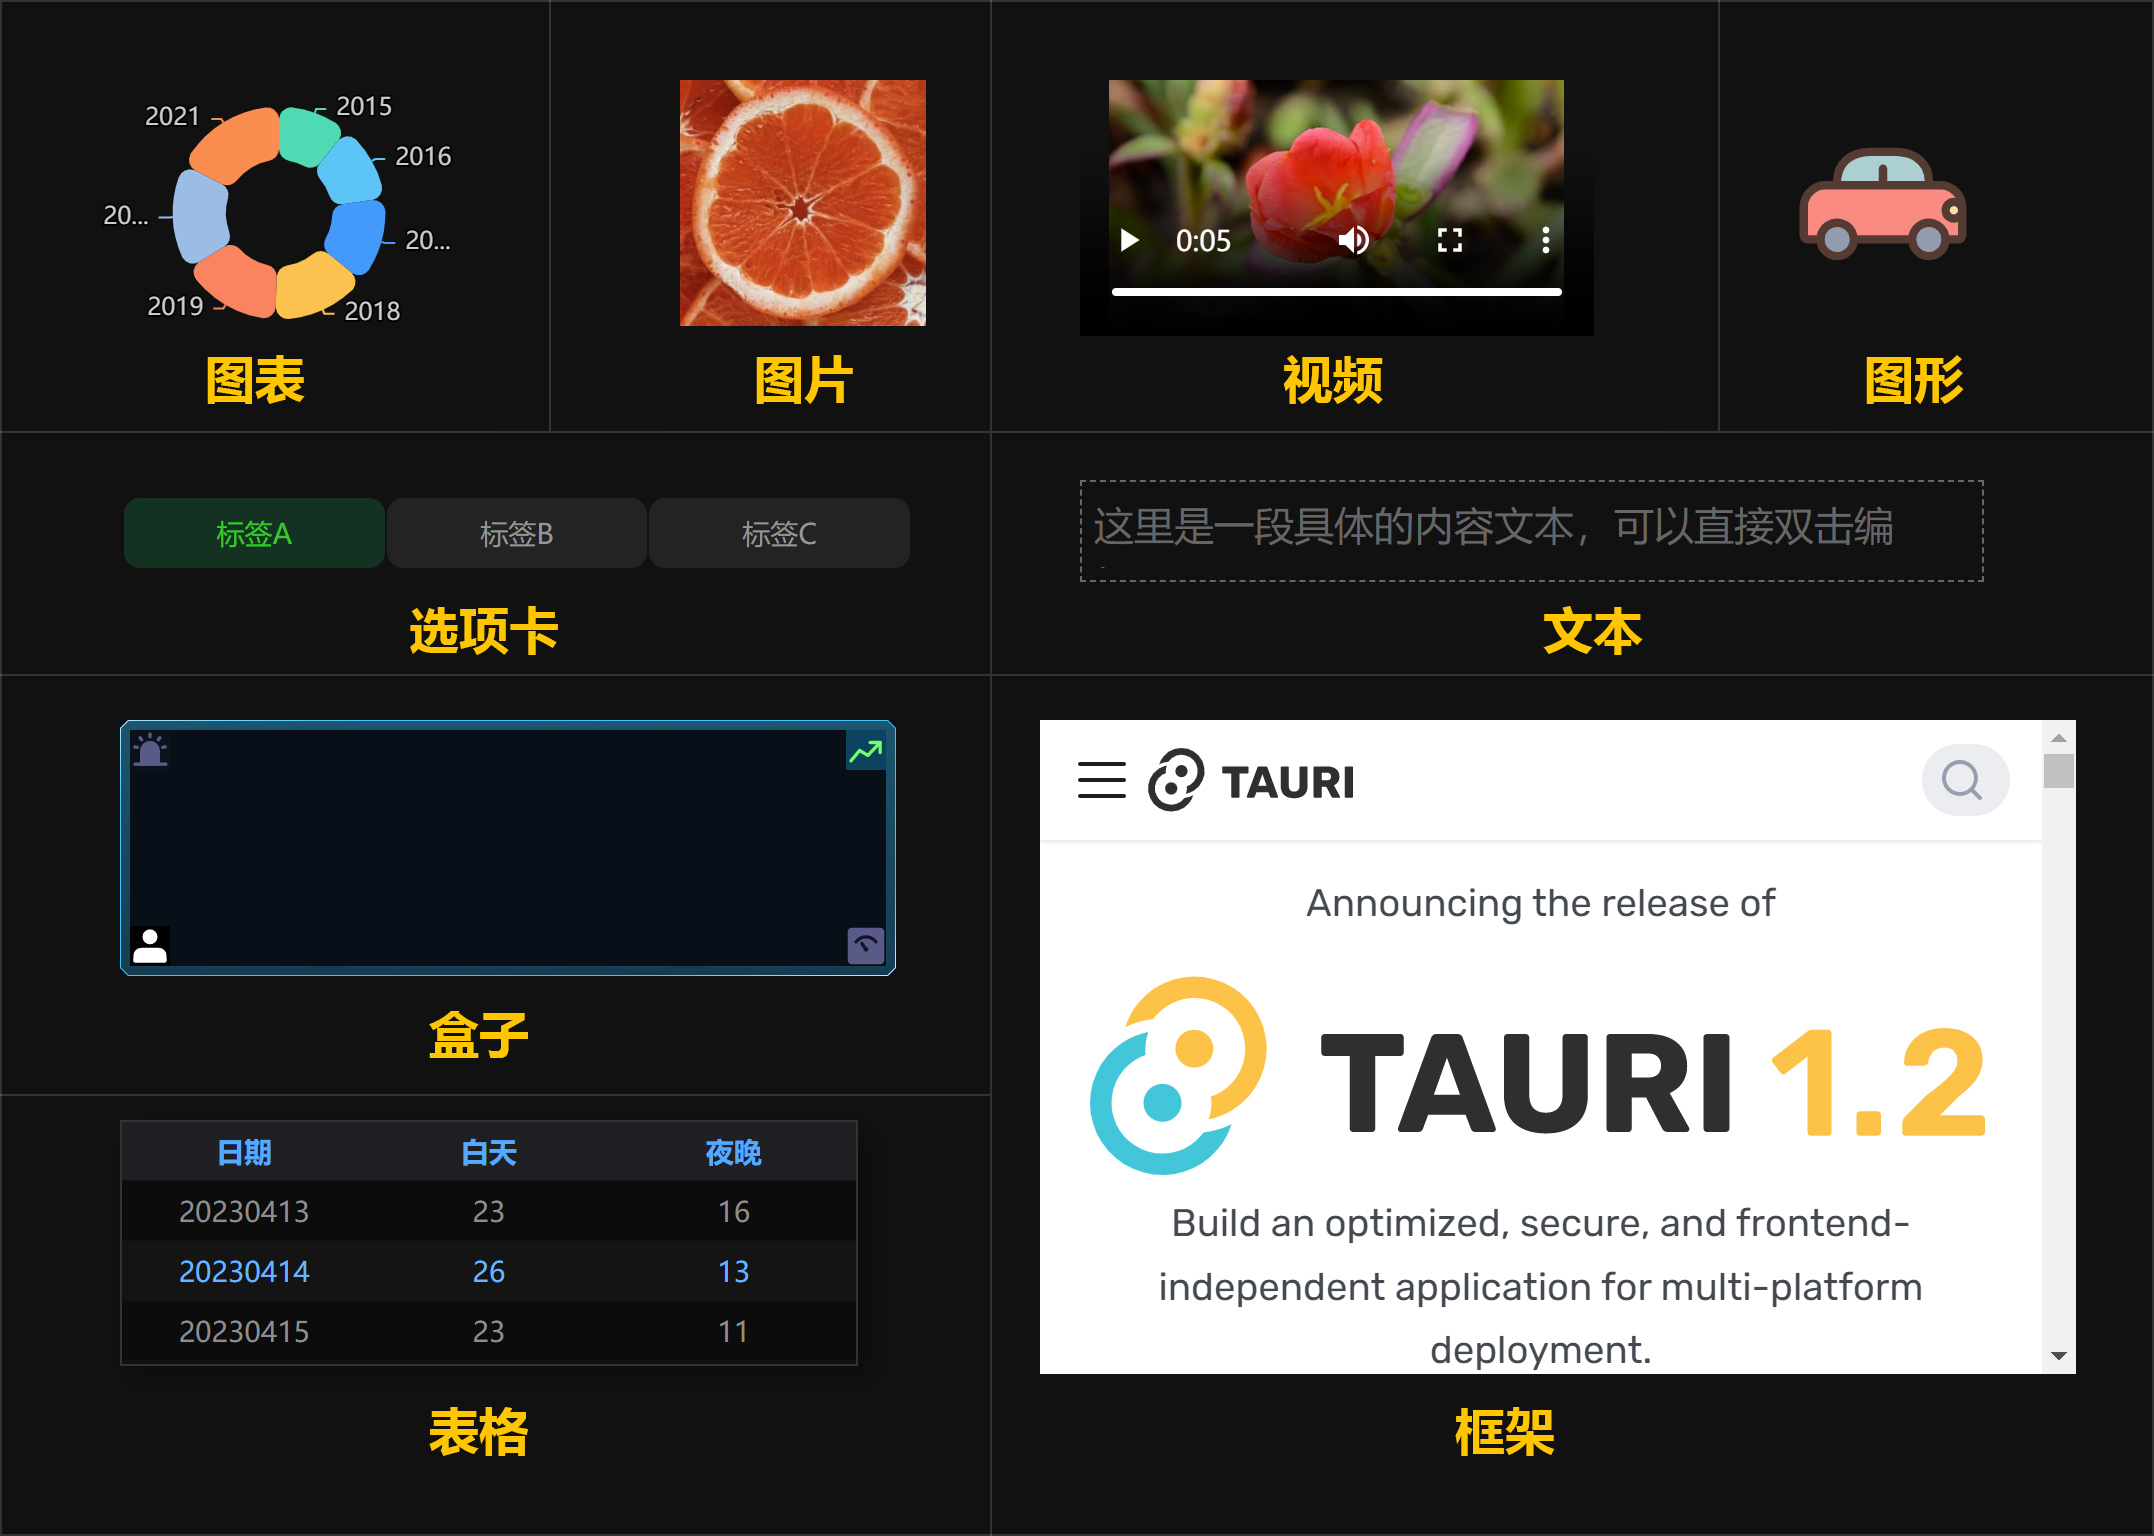 2021
2015
2016
20...
20...
2019
2018
图表
图片
0:05
视频
图形
标签A
标签B
标签C
选项卡
这里是一段具体的内容文本，可以直接双击编
文本
盒子
日期 白天 夜晚
20230413 23 16
20230414 26 13
20230415 23 11
表格
TAURI
Announcing the release of
TAURI 1.2
Build an optimized, secure, and frontend-
independent application for multi-platform
deployment.
框架